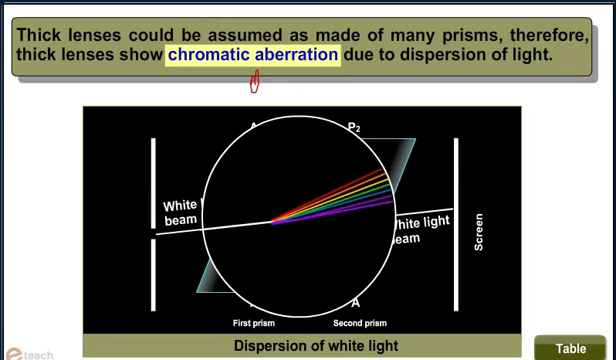 Thick lenses could be assumed as made of many prisms, therefore,
thick lenses show chromatic aberration due to dispersion of light.
P2
White
beam
White light
beam
Screen
A
First prism
Second prism
Dispersion of white light
Table
e teach